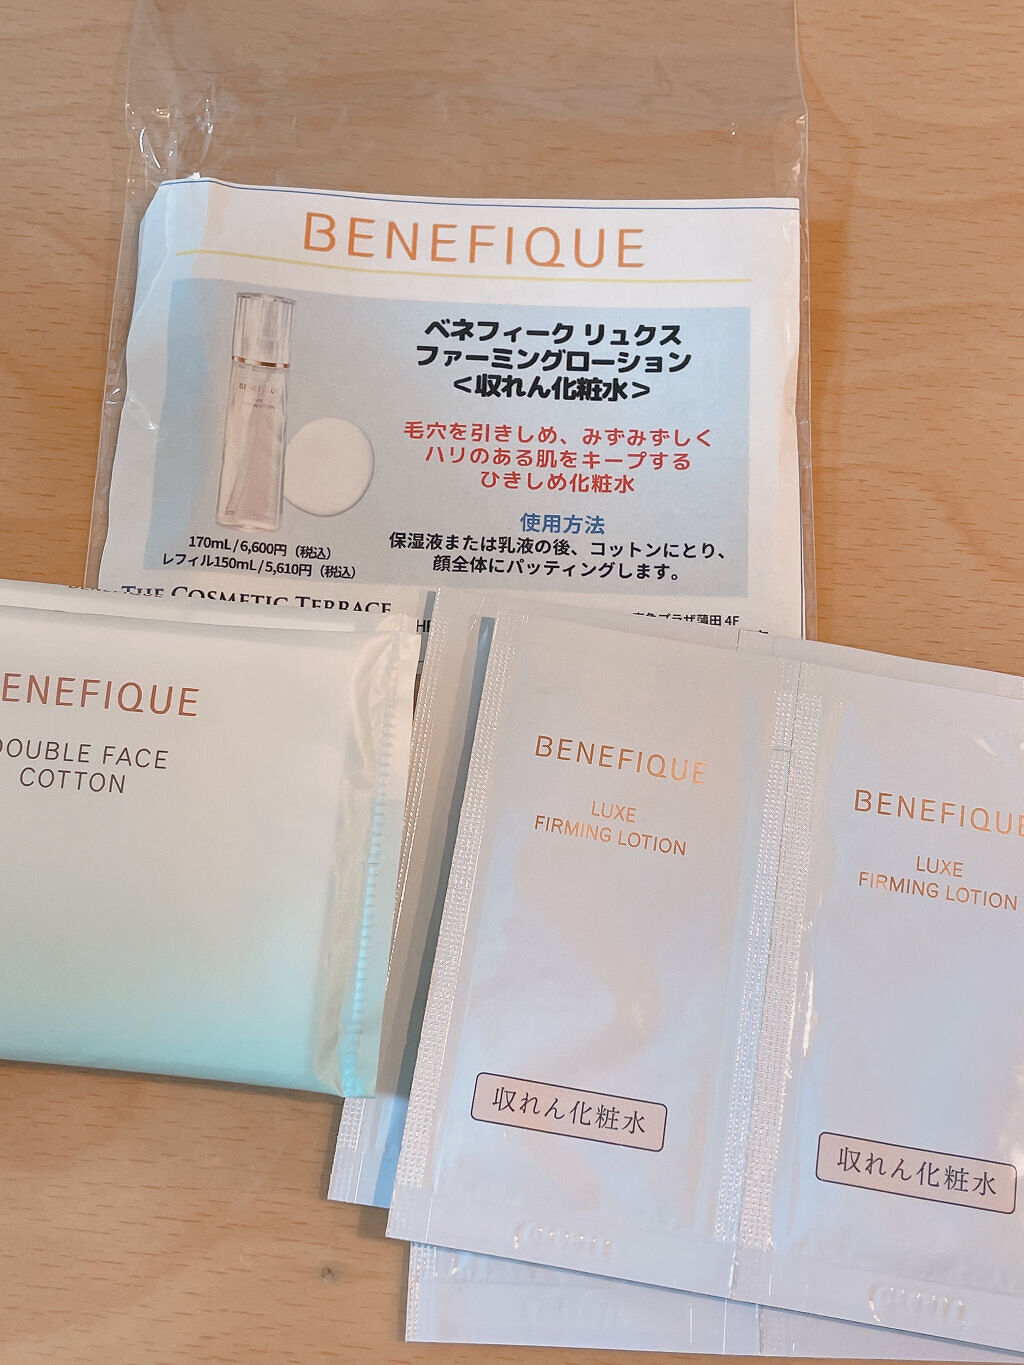 BENEFIQUE
ベネフィーク リュクス
ファーミングローション
<収れん化粧水>
毛穴を引きしめ、みずみずしく
ハリのある肌をキープする
ひきしめ化粧水
使用方法
保湿液または乳液の後、コットンにとり、
顔全体にパッティングします。
170mL/6,600円（税込）
レフィル150mL/5,610円（税込）
THE COSMETIC TERRACE
蒲田 4F
ENEFIQUE
DOUBLE FACE
COTTON
BENEFIQUE
LUXE
FIRMING LOTION
収れん化粧水
BENEFIQUE
LUXE
FIRMING LOTION
収れん化粧水